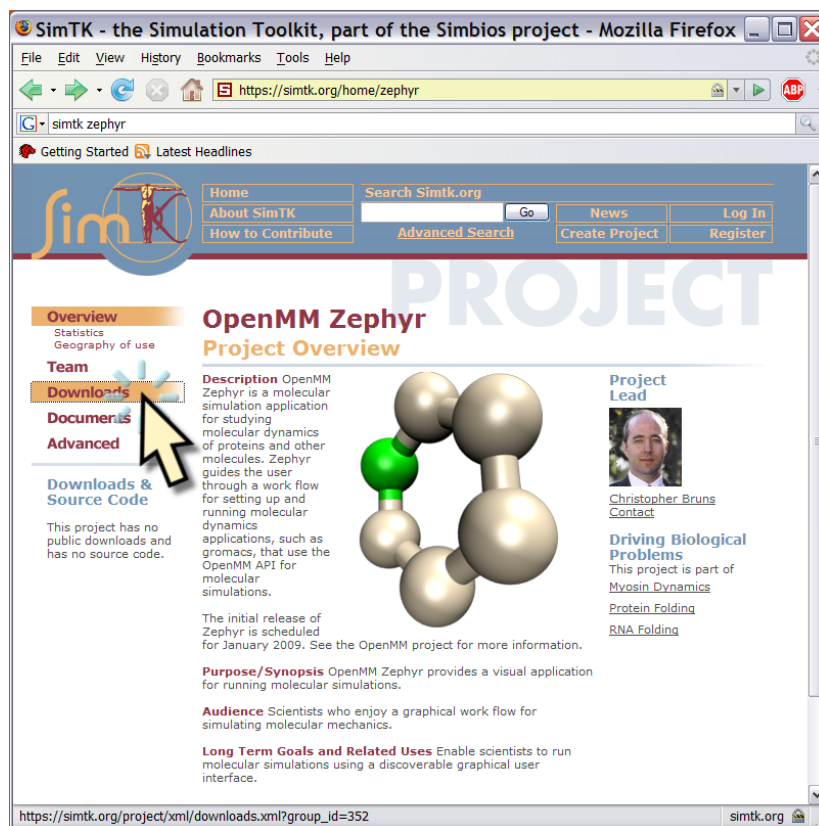 SimTK - the Simulation Toolkit, part of the Simbios project - Mozilla Firefox
File Edit View History Bookmarks Tools Help
https://simtk.org/home/zephyr
ABP
G simtk zephyr
Getting Started Latest Headlines
SimTK
Home
About SimTK
How to Contribute
Search Simtk.org
Go
Advanced Search
News
Log In
Create Project
Register
PROJECT
Overview
Statistics
Geography of use
Team
Downloads
Documents
Advanced
Downloads &
Source Code
This project has no
public downloads and
has no source code.
OpenMM Zephyr
Project Overview
Description OpenMM
Zephyr is a molecular
simulation application
for studying
molecular dynamics
of proteins and other
molecules. Zephyr
guides the user
through a work flow
for setting up and
running molecular
dynamics
applications, such as
gromacs, that use the
OpenMM API for
molecular
simulations.
The initial release of
Zephyr is scheduled
for January 2009. See the OpenMM project for more information.
Purpose/Synopsis OpenMM Zephyr provides a visual application
for running molecular simulations.
Audience Scientists who enjoy a graphical work flow for
simulating molecular mechanics.
Long Term Goals and Related Uses Enable scientists to run
molecular simulations using a discoverable graphical user
interface.
Project
Lead
Christopher Bruns
Contact
Driving Biological
Problems
This project is part of
Myosin Dynamics
Protein Folding
RNA Folding
https://simtk.org/project/xml/downloads.xml?group_id=352
simtk.org